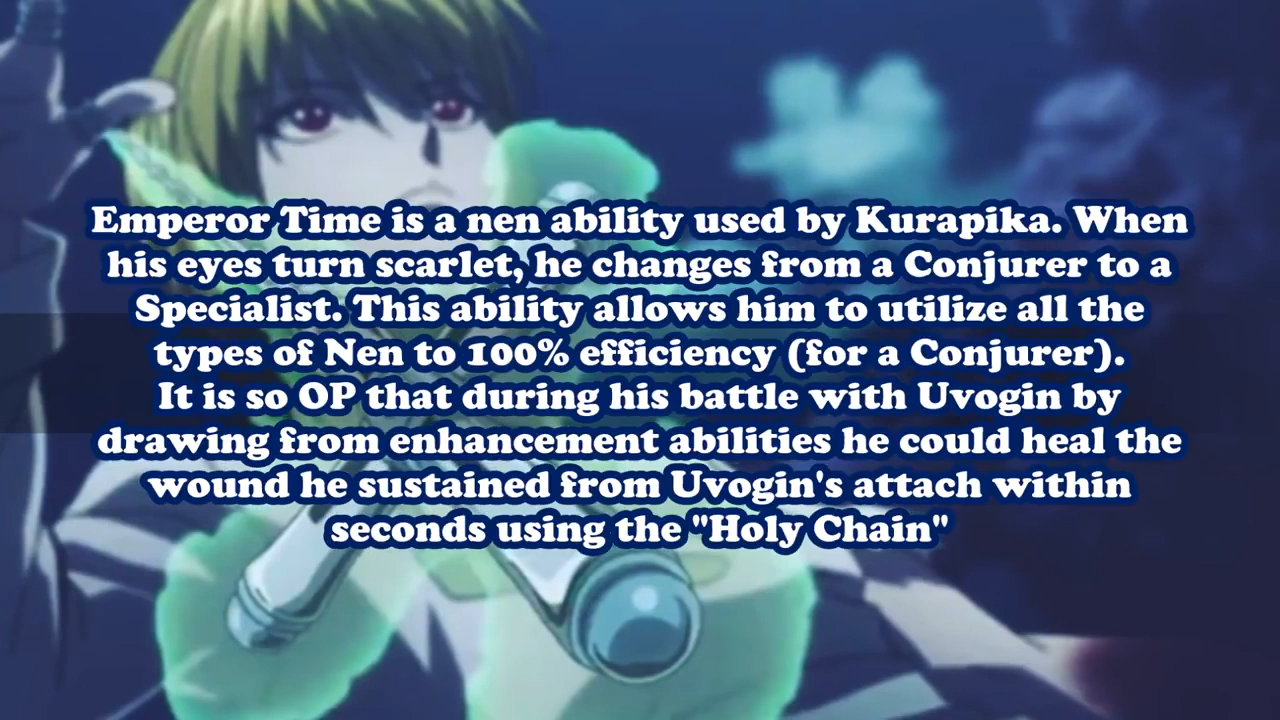 Emperor Time is a nen ability used by Kurapika. When
his eyes turn scarlet, he changes from a Conjurer to a
Specialist. This ability allows him to utilize all the
types of Nen to 100% efficiency (for a Conjurer).
It is so OP that during his battle with Uvogin by
drawing from enhancement abilities he could heal the
wound he sustained from Uvogin's attach within
seconds using the "Holy Chain"